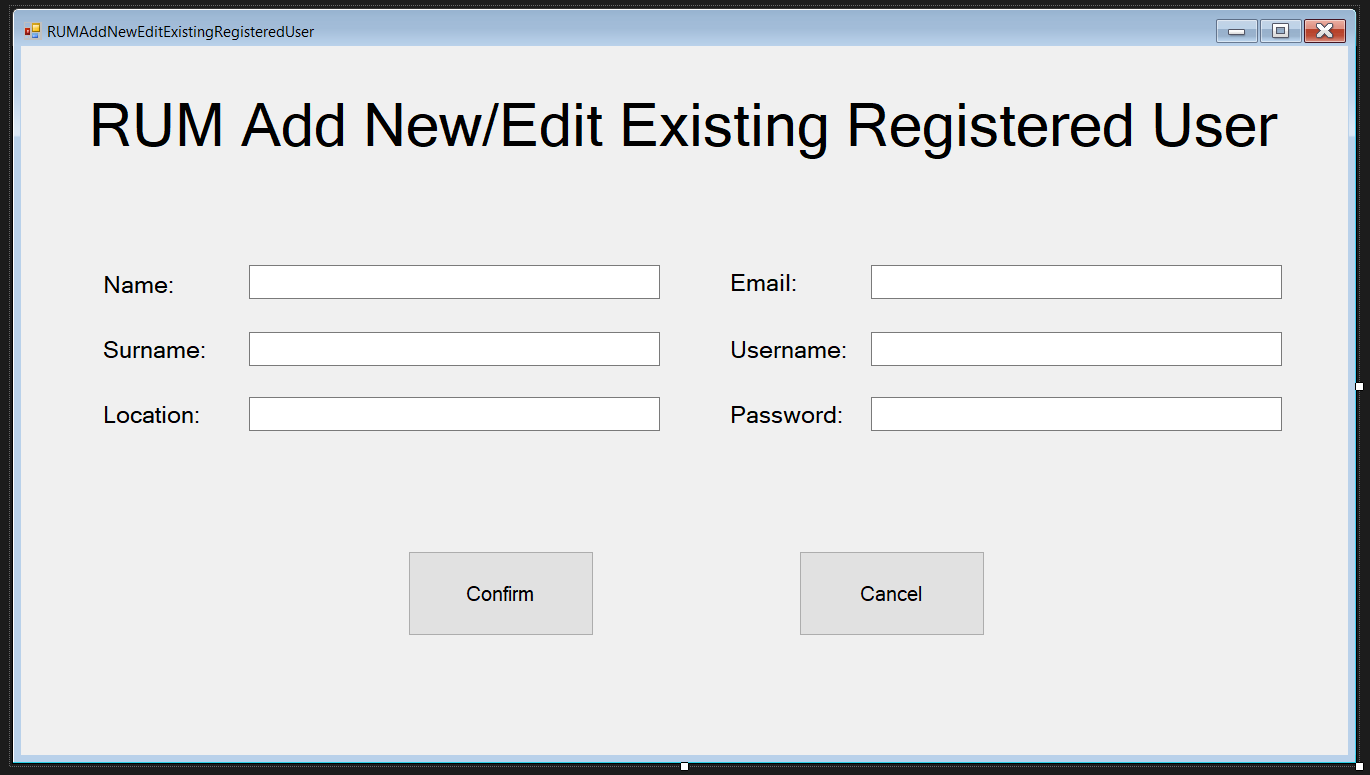 RUMAddNewEditExistingRegisteredUser
RUM Add New/Edit Existing Registered User
Name:
Email:
Surname:
Username:
Location:
Password:
Confirm
Cancel